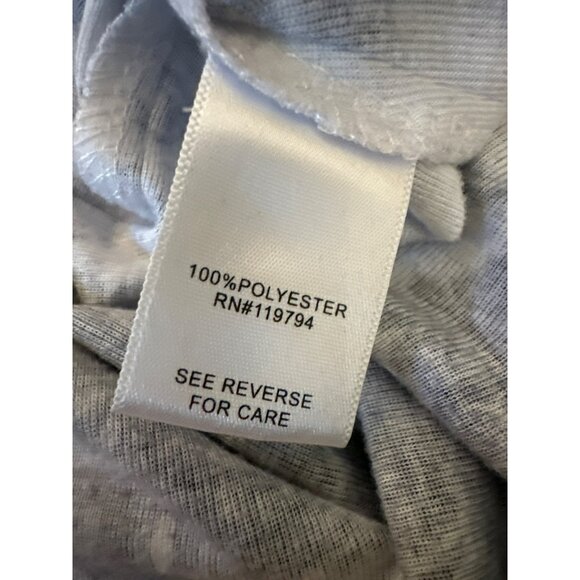 100%POLYESTER
RN#119794
SEE REVERSE
FOR CARE